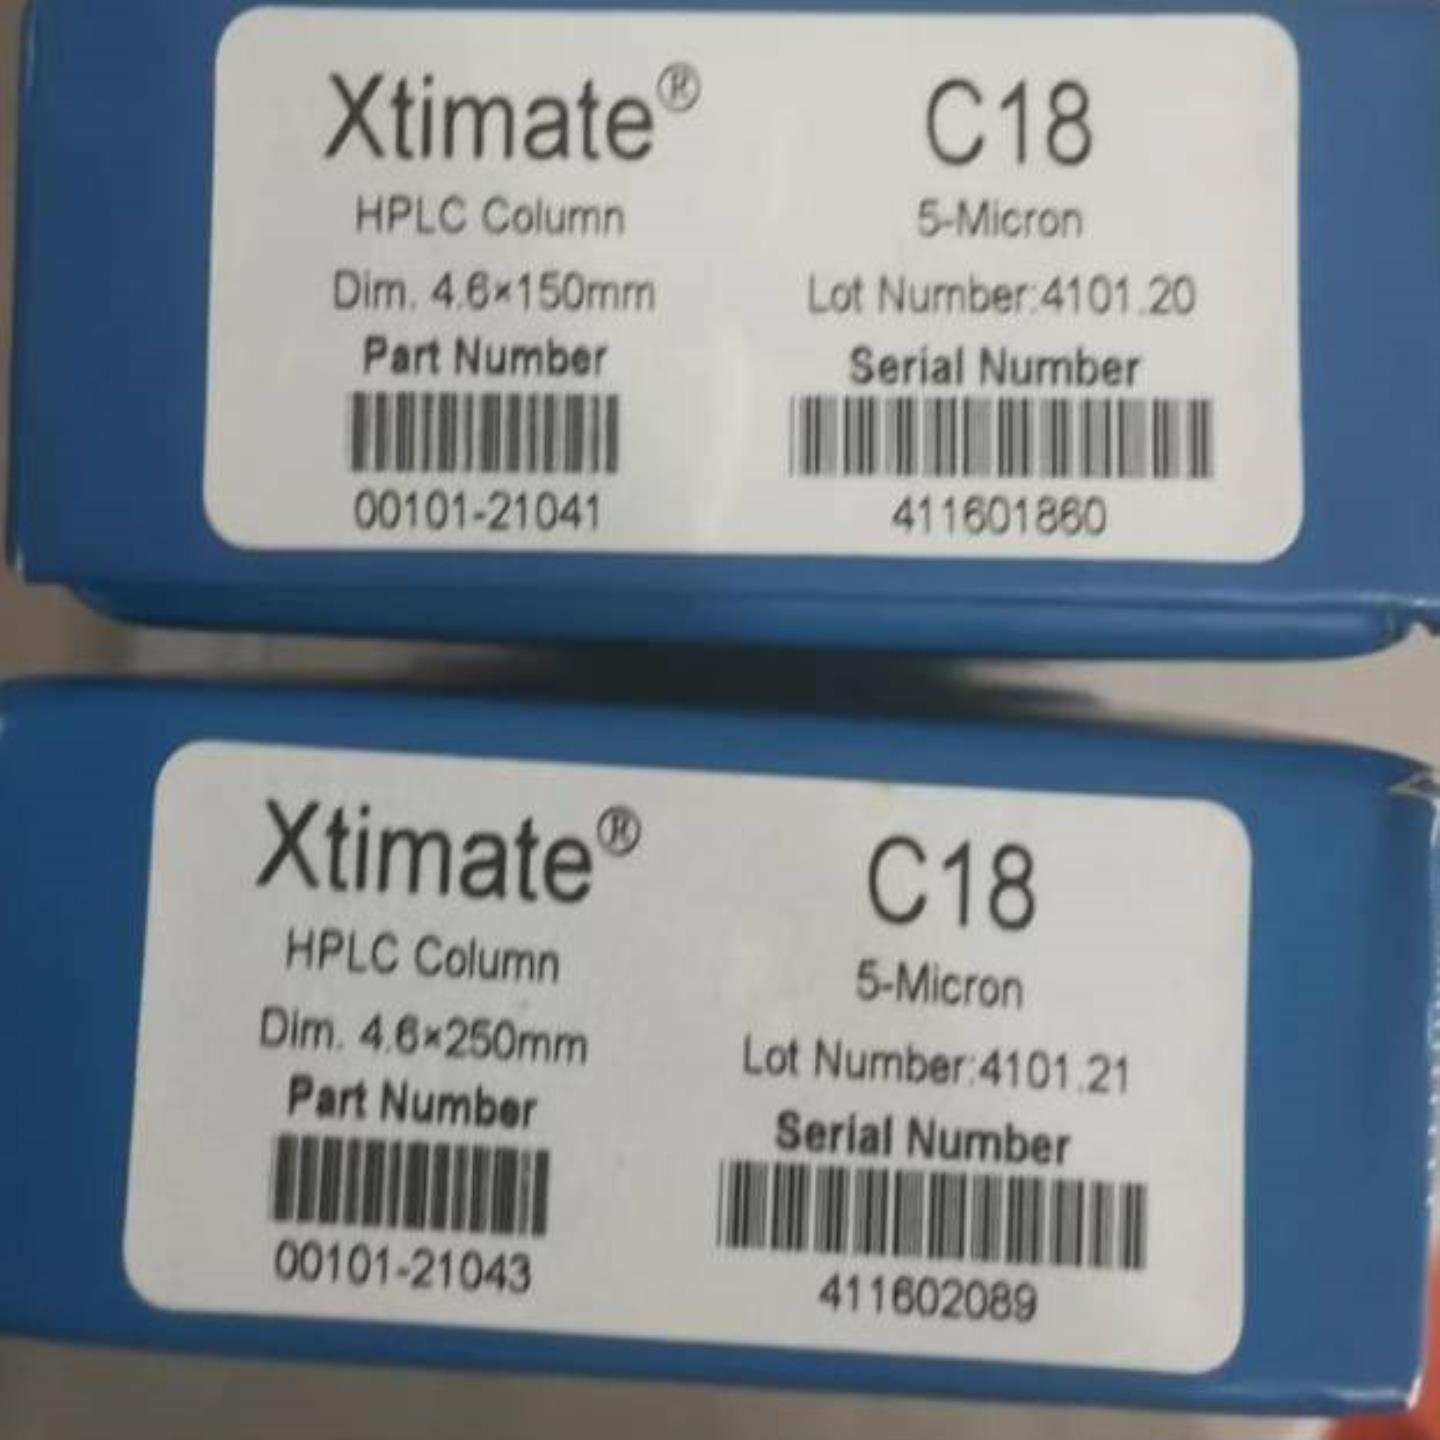 Xtimate® C18
HPLC Column 5-Micron
Dim. 4.6×150mm Lot Number:4101.20
Part Number Serial Number
00101-21041 411601860
Xtimate® C18
HPLC Column 5-Micron
Dim. 4.6×250mm Lot Number:4101.21
Part Number Serial Number
00101-21043 411602089